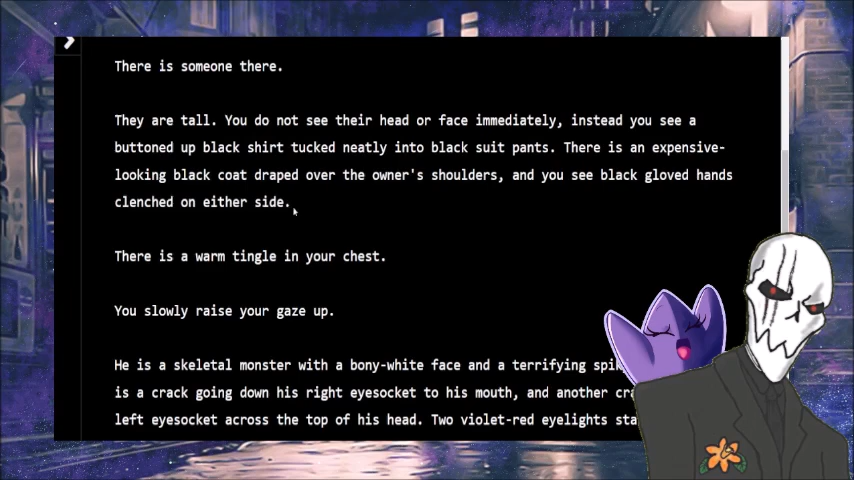 There is someone there.
They are tall. You do not see their head or face immediately, instead you see a
buttoned up black shirt tucked neatly into black suit pants. There is an expensive-
looking black coat draped over the owner's shoulders, and you see black gloved hands
clenched on either side.
There is a warm tingle in your chest.
You slowly raise your gaze up.
He is a skeletal monster with a bony-white face and a terrifying
is a crack going down his right eyesocket to his mouth, and another
left eyesocket across the top of his head. Two violet-red eyelights